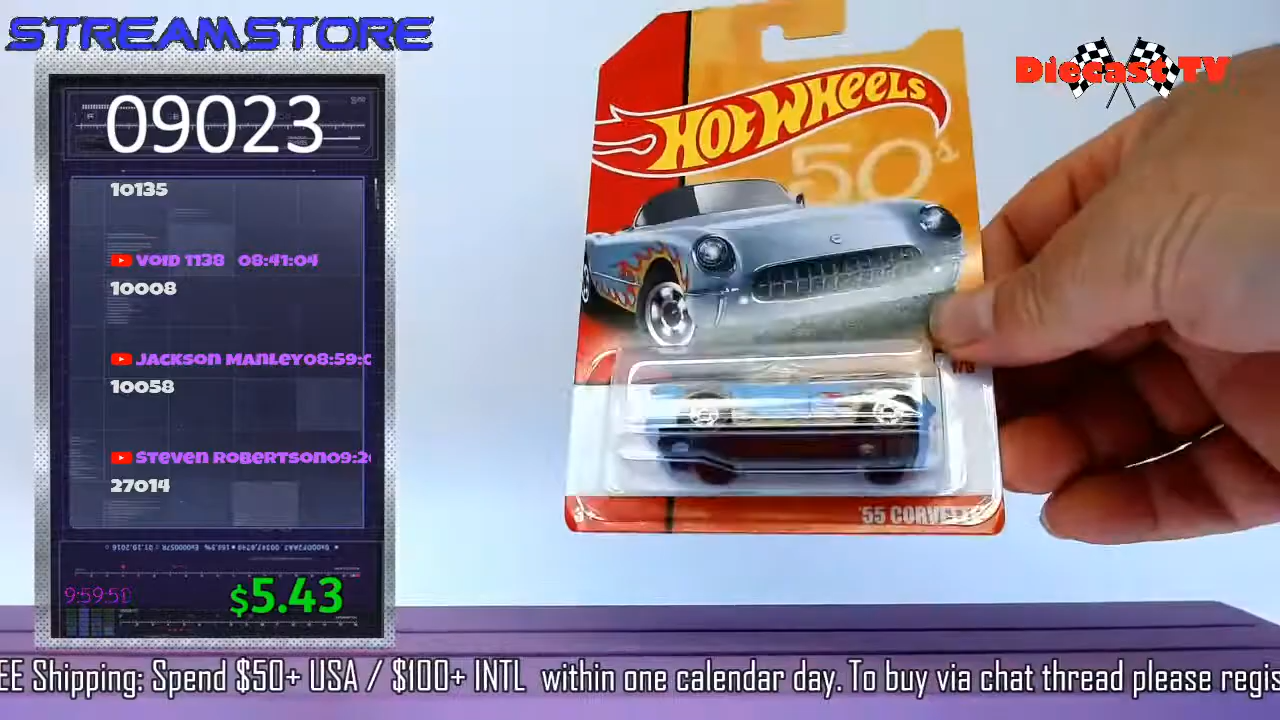 STREAMSTORE
09023
10135
VOID 1138 08:41:04
10008
JACKSON MANLEY08:59:0
10058
STEVEN ROBERTSON09:2
27014
9:59:50
$5.43
Diecast TV
HOT WHEELS
50s
'55 CORVETTE
EE Shipping: Spend $50+ USA / $100+ INTL within one calendar day. To buy via chat thread please regis